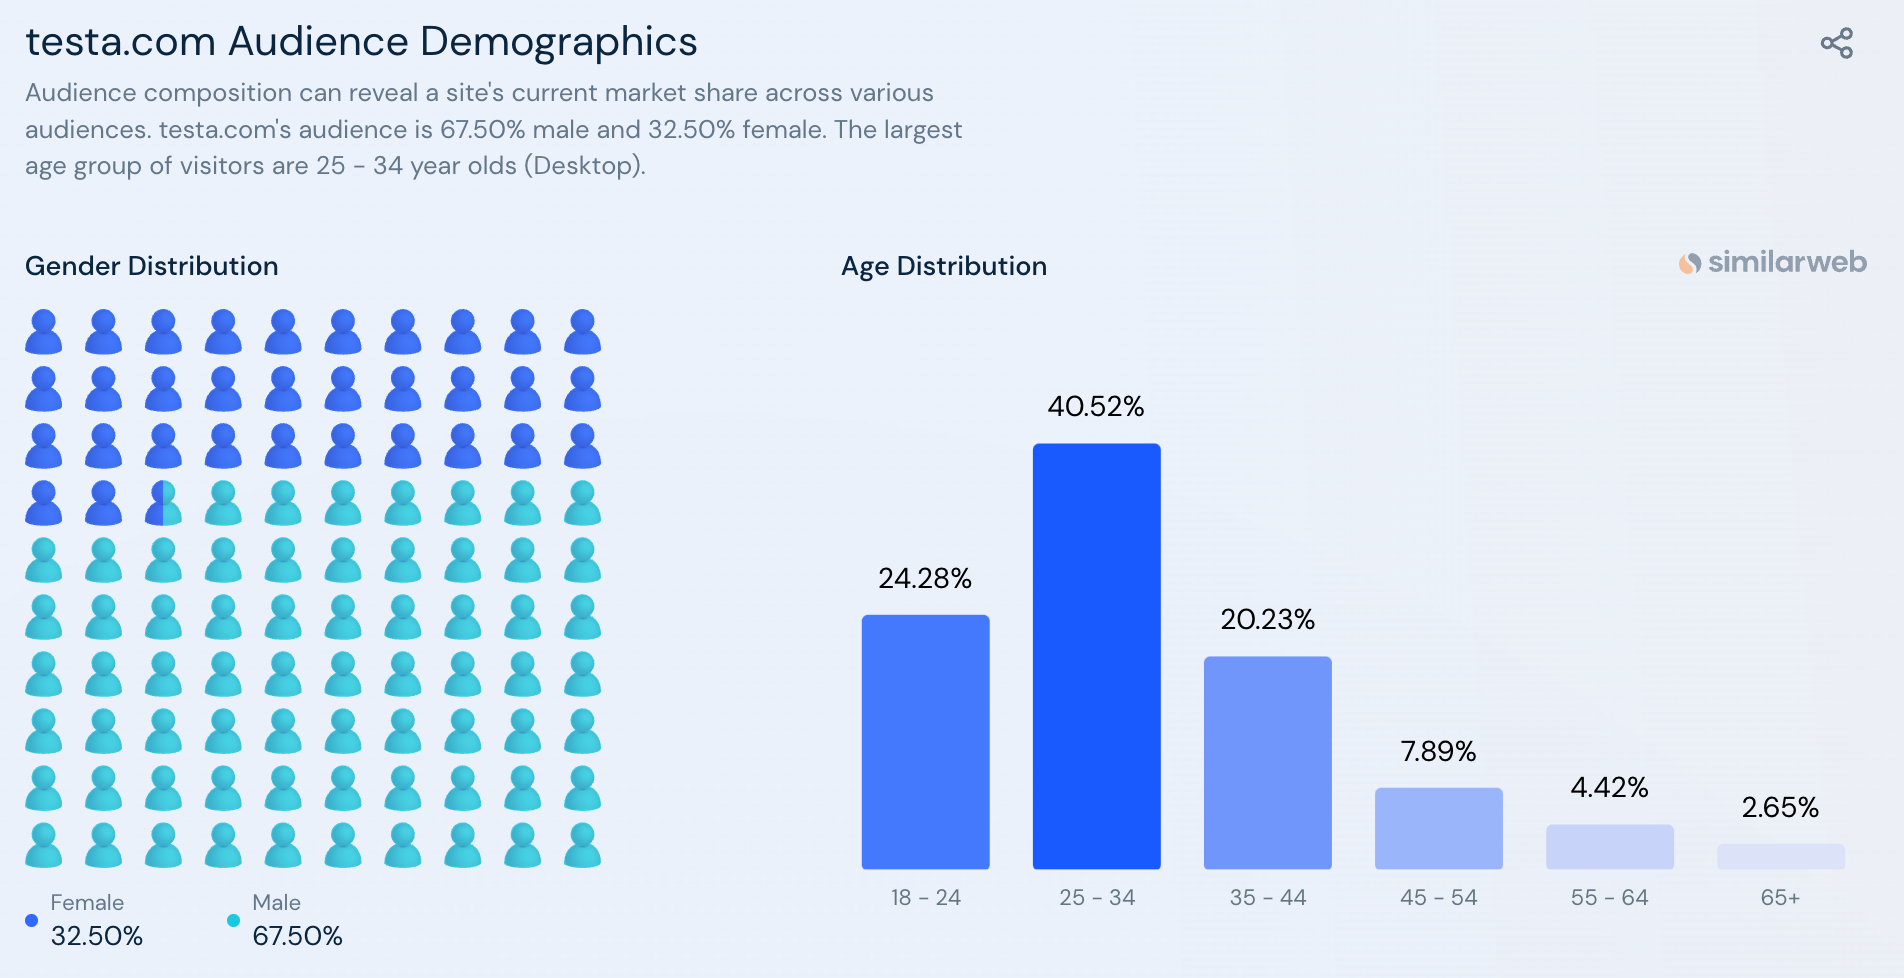 testa.com Audience Demographics
Audience composition can reveal a site's current market share across various
audiences. testa.com's audience is 67.50% male and 32.50% female. The largest
age group of visitors are 25 - 34 year olds (Desktop).
Gender Distribution
Female
32.50%
Male
67.50%
Age Distribution
similarweb
24.28%
40.52%
20.23%
7.89%
4.42%
2.65%
18 - 24
25 - 34
35 - 44
45 - 54
55 - 64
65+